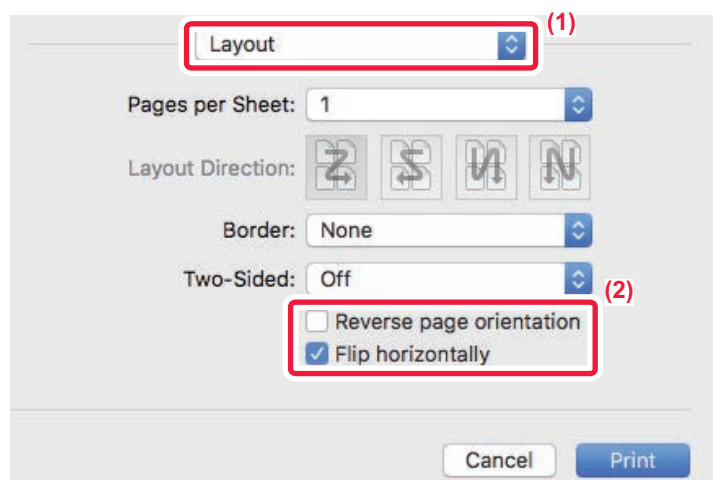 (1)
Layout
Pages per Sheet: 1
Layout Direction:
Border: None
Two-Sided: Off
(2)
Reverse page orientation
Flip horizontally
Cancel Print